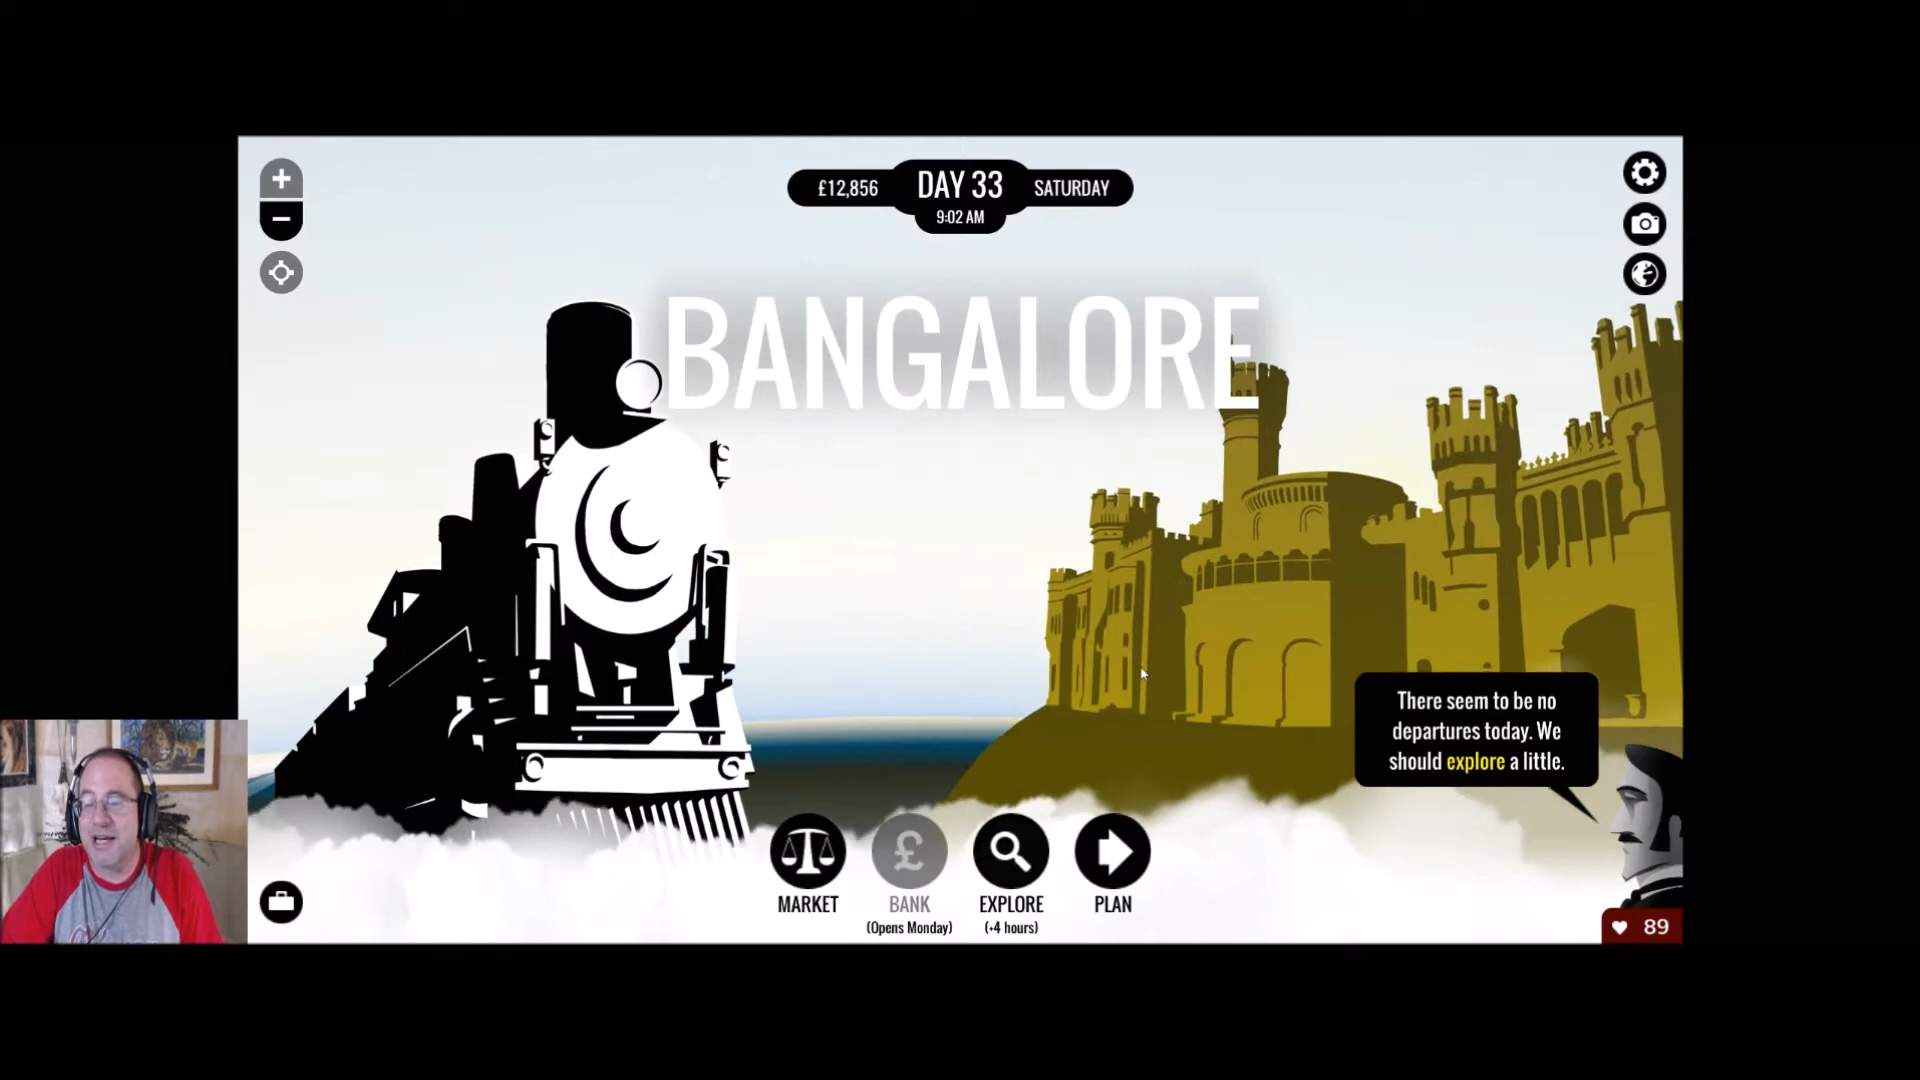 £12,856
DAY 33
SATURDAY
9:02 AM
BANGALORE
There seem to be no
departures today. We
should explore a little.
MARKET
BANK
(Opens Monday)
EXPLORE
(+4 hours)
PLAN
89